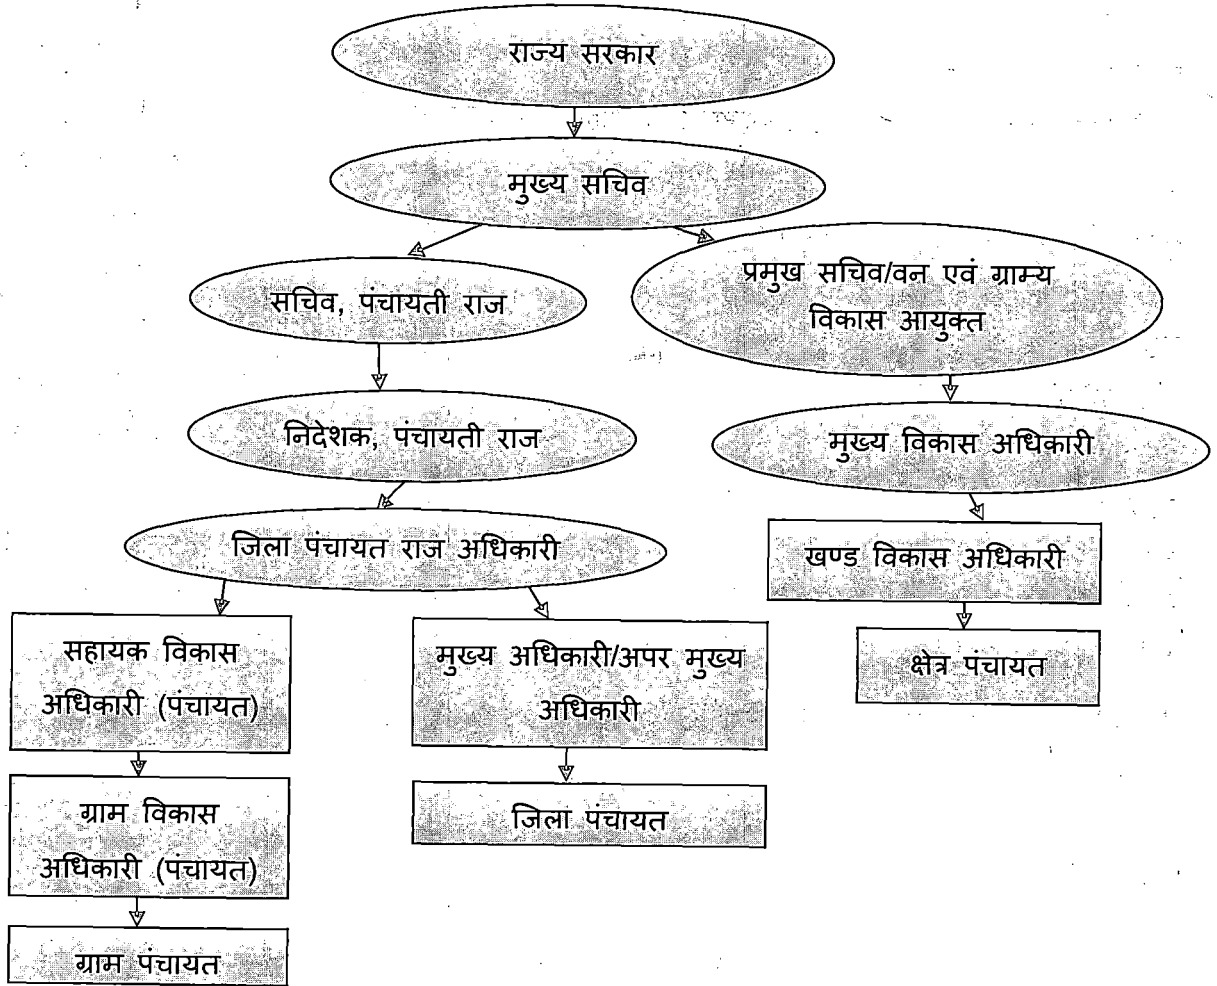 राज्य सरकार
मुख्य सचिव
सचिव, पंचायती राज
प्रमुख सचिव/वन एवं ग्राम्य
विकास आयुक्त
निदेशक, पंचायती राज
मुख्य विकास अधिकारी
जिला पंचायत राज अधिकारी
खण्ड विकास अधिकारी
सहायक विकास
अधिकारी (पंचायत)
मुख्य अधिकारी/अपर मुख्य
अधिकारी
क्षेत्र पंचायत
ग्राम विकास
अधिकारी (पंचायत)
जिला पंचायत
ग्राम पंचायत